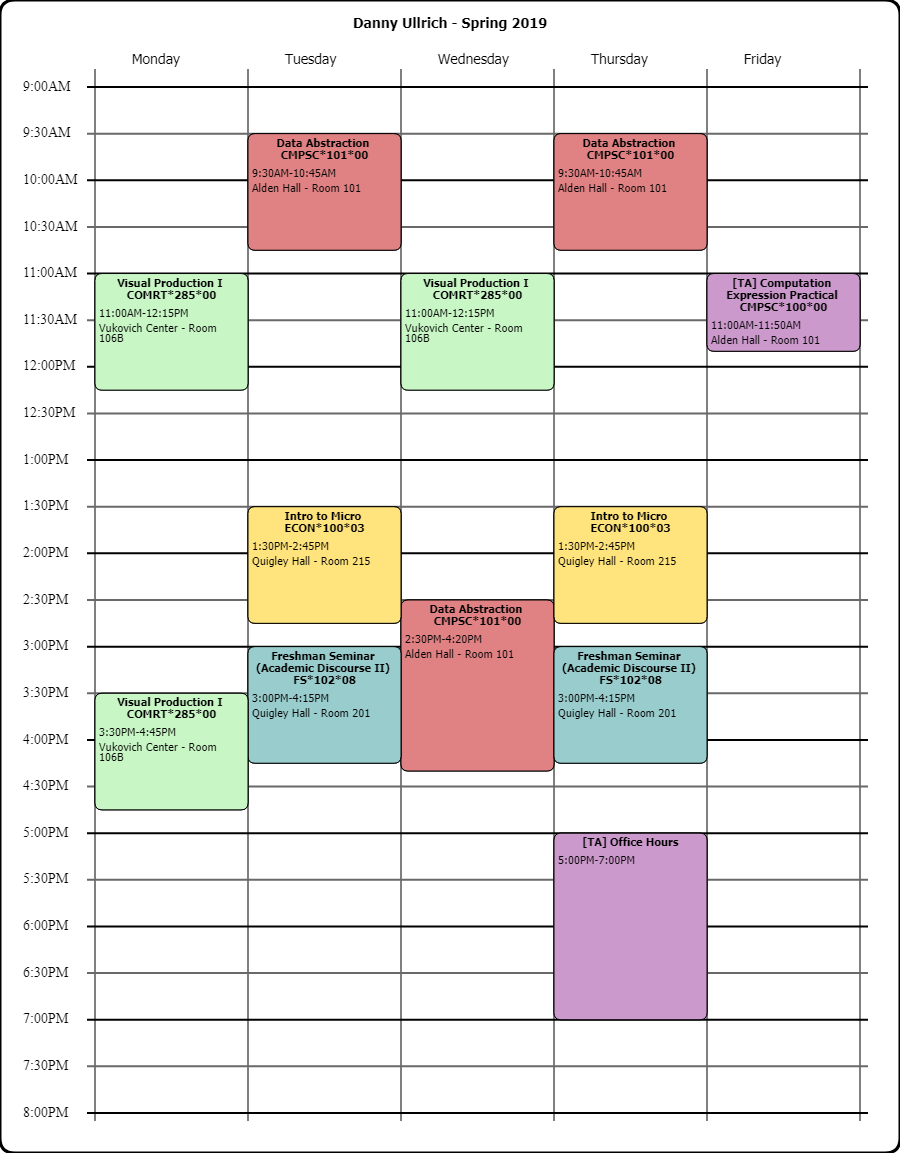 Danny Ullrich - Spring 2019
Monday
Tuesday
Wednesday
Thursday
Friday
9:00AM
9:30AM
10:00AM
10:30AM
11:00AM
11:30AM
12:00PM
12:30PM
1:00PM
1:30PM
2:00PM
2:30PM
3:00PM
3:30PM
4:00PM
4:30PM
5:00PM
5:30PM
6:00PM
6:30PM
7:00PM
7:30PM
8:00PM
Visual Production I
COMRT*285*00
11:00AM-12:15PM
Vukovich Center - Room
106B
Visual Production I
COMRT*285*00
3:30PM-4:45PM
Vukovich Center - Room
106B
Data Abstraction
CMPSC*101*00
9:30AM-10:45AM
Alden Hall - Room 101
Intro to Micro
ECON*100*03
1:30PM-2:45PM
Quigley Hall - Room 215
Freshman Seminar
(Academic Discourse II)
FS*102*08
3:00PM-4:15PM
Quigley Hall - Room 201
Visual Production I
COMRT*285*00
11:00AM-12:15PM
Vukovich Center - Room
106B
Data Abstraction
CMPSC*101*00
2:30PM-4:20PM
Alden Hall - Room 101
Data Abstraction
CMPSC*101*00
9:30AM-10:45AM
Alden Hall - Room 101
Intro to Micro
ECON*100*03
1:30PM-2:45PM
Quigley Hall - Room 215
Freshman Seminar
(Academic Discourse II)
FS*102*08
3:00PM-4:15PM
Quigley Hall - Room 201
[TA] Office Hours
5:00PM-7:00PM
[TA] Computation
Expression Practical
CMPSC*100*00
11:00AM-11:50AM
Alden Hall - Room 101